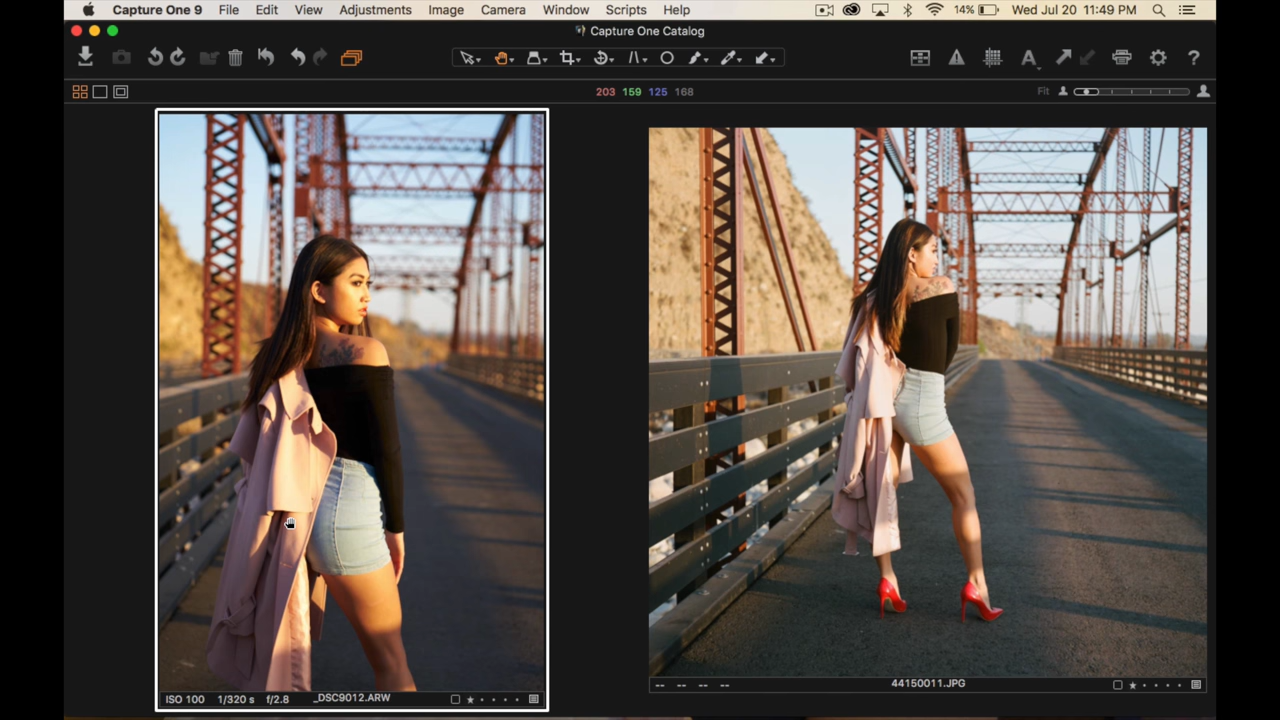 Capture One 9 File Edit View Adjustments Image Camera Window Scripts Help 14% Wed Jul 20 11:49 PM
Capture One Catalog
A ?
203 159 125 168 Fit
ISO 100 1/320 s f/2.8 _DSC9012.ARW
-- -- -- -- 44150011.JPG